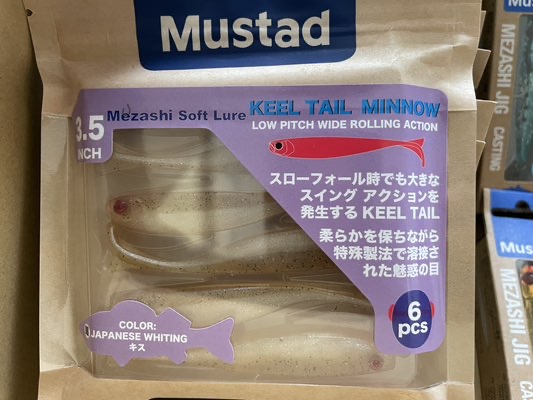 Mustad
3.5
INCH
Mezashi Soft Lure
KEEL TAIL MINNOW
LOW PITCH WIDE ROLLING ACTION
スローフォール時でも大きな
スイング アクションを
発生する KEEL TAIL
柔らかを保ちながら
特殊製法で溶接さ
れた魅惑の目
6
pcs
COLOR:
JAPANESE WHITING
キス
MEZASHI JIG
CASTING
Mus
MEZASHI JIG